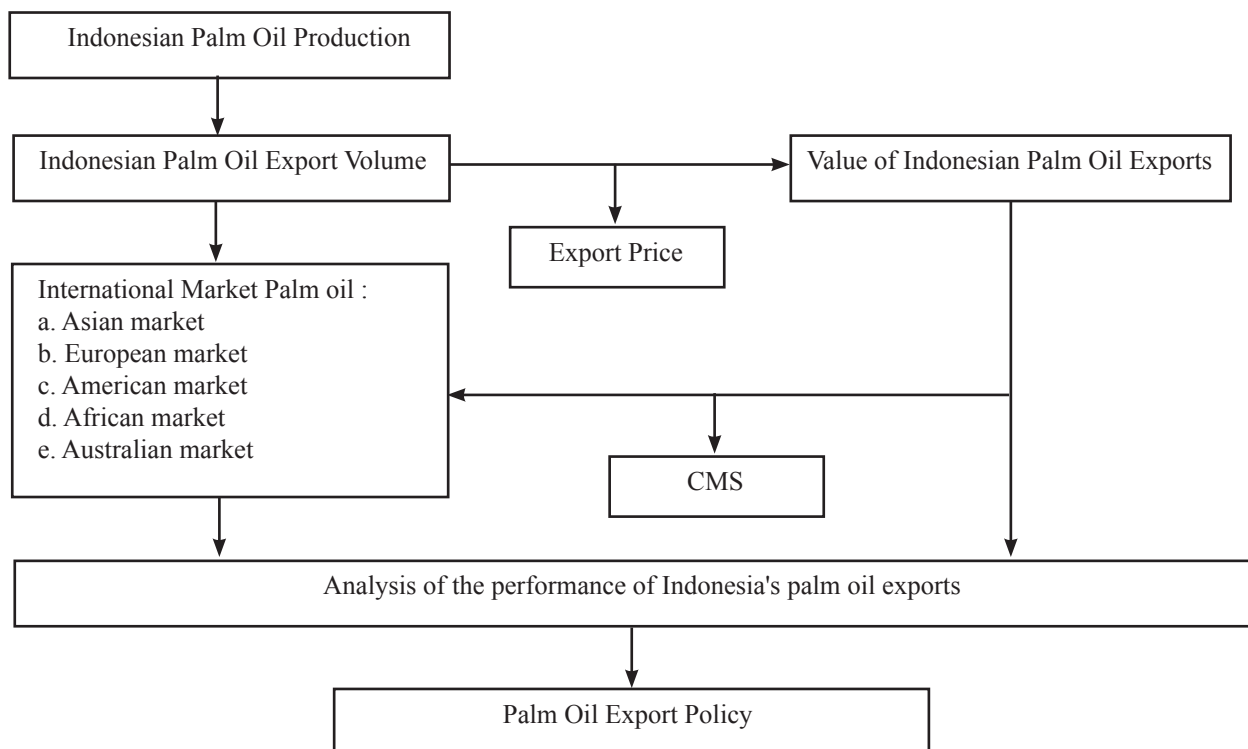 Indonesian Palm Oil Production
Indonesian Palm Oil Export Volume
Value of Indonesian Palm Oil Exports
Export Price
International Market Palm oil :
a. Asian market
b. European market
c. American market
d. African market
e. Australian market
CMS
Analysis of the performance of Indonesia's palm oil exports
Palm Oil Export Policy